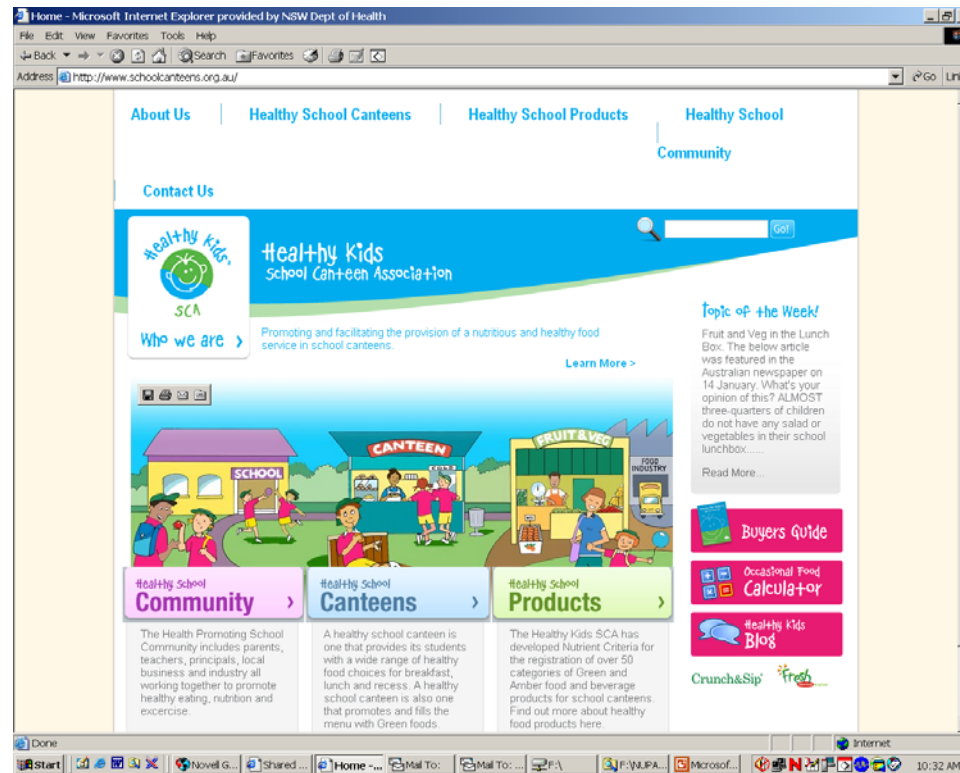 Home - Microsoft Internet Explorer provided by NSW Dept of Health
File Edit View Favorites Tools Help
Back Search Favorites
Address http://www.schoolcanteens.org.au/ Go Lin
About Us Healthy School Canteens Healthy School Products Healthy School
Community
Contact Us
Go!
Healthy Kids
SCA
Who we are >
Healthy Kids
School Canteen Association
Promoting and facilitating the provision of a nutritious and healthy food
service in school canteens.
Learn More >
Topic of the Week!
Fruit and Veg in the Lunch
Box. The below article
was featured in the
Australian newspaper on
14 January. What's your
opinion of this? ALMOST
three-quarters of children
do not have any salad or
vegetables in their school
lunchbox......
Read More...
SCHOOL
CANTEEN
FRUIT & VEG
FOOD
INDUSTRY
Buyers Guide
Occasional Food
Calculator
Healthy Kids
Blog
Crunch&Sip fresh
Healthy School
Community >
The Health Promoting School
Community includes parents,
teachers, principals, local
business and industry all
working together to promote
healthy eating, nutrition and
excercise.
Healthy School
Canteens >
A healthy school canteen is
one that provides its students
with a wide range of healthy
food choices for breakfast,
lunch and recess. A healthy
school canteen is also one
that promotes and fills the
menu with Green foods.
Healthy School
Products >
The Healthy Kids SCA has
developed Nutrient Criteria for
the registration of over 50
categories of Green and
Amber food and beverage
products for school canteens.
Find out more about healthy
food products here.
Done Internet
Start Novell G... Shared ... Home -... Mail To: Mail To: ... F:\ F:\NUPA... Microsof... 10:32 AM